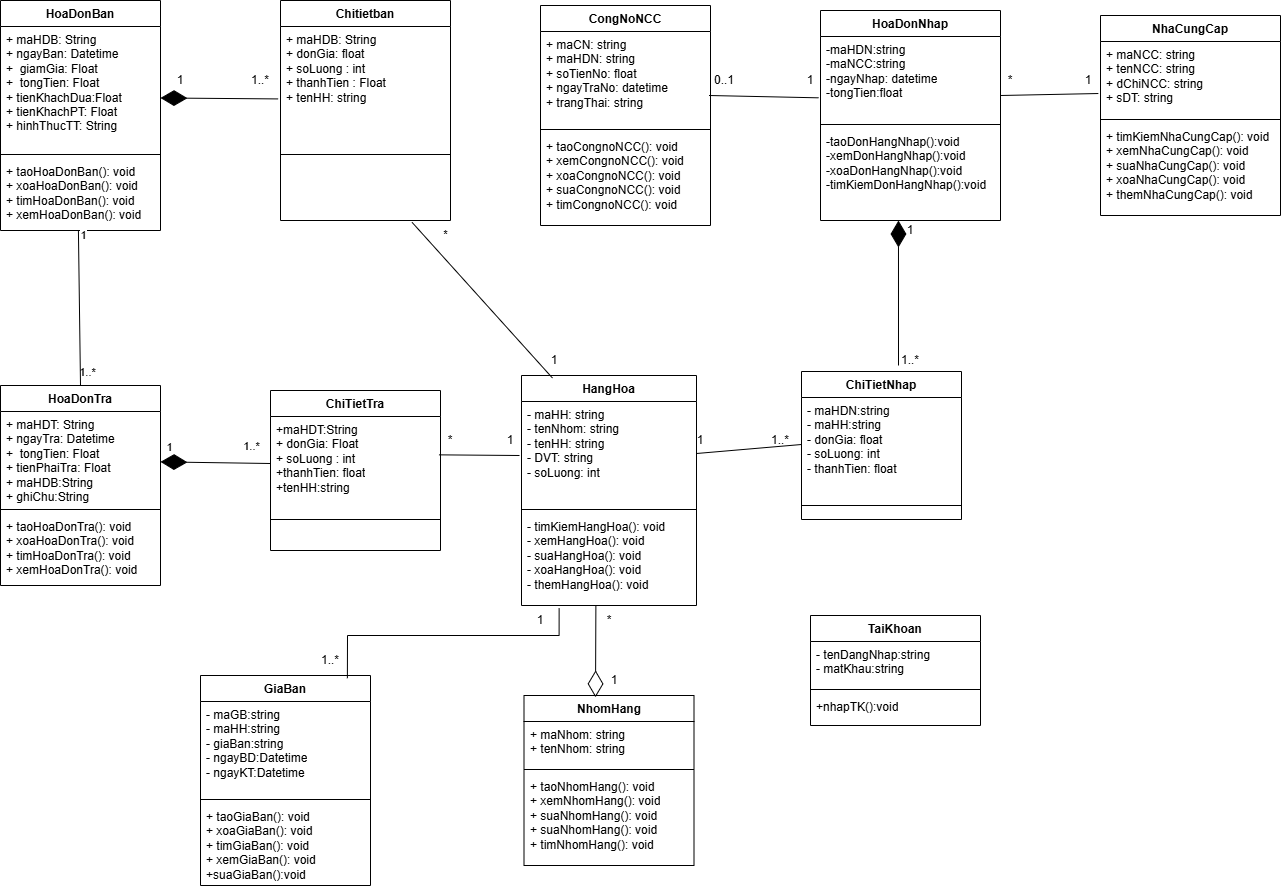 HoaDonBan
+ maHDB: String
+ ngayBan: Datetime
+ giamGia: Float
+ tongTien: Float
+ tienKhachDua:Float
+ tienKhachPT: Float
+ hinhThucTT: String
+ taoHoaDonBan(): void
+ xoaHoaDonBan(): void
+ timHoaDonBan(): void
+ xemHoaDonBan(): void
1
1..*
Chitietban
+ maHDB: String
+ donGia: float
+ soLuong : int
+ thanhTien : Float
+ tenHH: string
CongNoNCC
+ maCN: string
+ maHDN: string
+ soTienNo: float
+ ngayTraNo: datetime
+ trangThai: string
+ taoCongnoNCC(): void
+ xemCongnoNCC(): void
+ xoaCongnoNCC(): void
+ suaCongnoNCC(): void
+ timCongnoNCC(): void
0..1
1
HoaDonNhap
-maHDN:string
-maNCC:string
-ngayNhap: datetime
-tongTien:float
-taoDonHangNhap():void
-xemDonHangNhap():void
-xoaDonHangNhap():void
-timKiemDonHangNhap():void
*
1
NhaCungCap
+ maNCC: string
+ tenNCC: string
+ dChiNCC: string
+ sDT: string
+ timKiemNhaCungCap(): void
+ xemNhaCungCap(): void
+ suaNhaCungCap(): void
+ xoaNhaCungCap(): void
+ themNhaCungCap(): void
1
1..*
*
1
1
1..*
HoaDonTra
+ maHDT: String
+ ngayTra: Datetime
+ tongTien: Float
+ tienPhaiTra: Float
+ maHDB: String
+ ghiChu:String
+ taoHoaDonTra(): void
+ xoaHoaDonTra(): void
+ timHoaDonTra(): void
+ xemHoaDonTra(): void
1
1..*
ChiTietTra
+maHDT:String
+ donGia: Float
+ soLuong : int
+thanhTien: float
+tenHH:string
*
1
HangHoa
- maHH: string
- tenNhom: string
- tenHH: string
- DVT: string
- soLuong: int
- timKiemHangHoa(): void
- xemHangHoa(): void
- suaHangHoa(): void
- xoaHangHoa(): void
- themHangHoa(): void
1
1..*
ChiTietNhap
- maHDN:string
- maHH:string
- donGia: float
- soLuong: int
- thanhTien: float
1
1..*
*
1
GiaBan
- maGB:string
- maHH:string
- giaBan:string
- ngayBD:Datetime
- ngayKT:Datetime
+ taoGiaBan(): void
+ xoaGiaBan(): void
+ timGiaBan(): void
+ xemGiaBan(): void
+suaGiaBan():void
NhomHang
+ maNhom: string
+ tenNhom: string
+ taoNhomHang(): void
+ xemNhomHang(): void
+ suaNhomHang(): void
+ suaNhomHang(): void
+ timNhomHang(): void
TaiKhoan
- tenDangNhap:string
- matKhau:string
+nhapTK():void